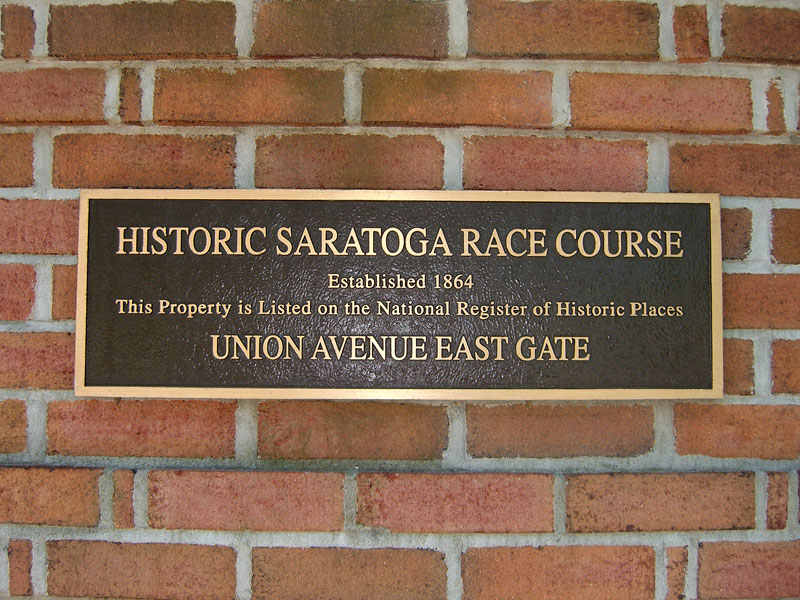 HISTORIC SARATOGA RACE COURSE
Established 1864
This Property is Listed on the National Register of Historic Places
UNION AVENUE EAST GATE